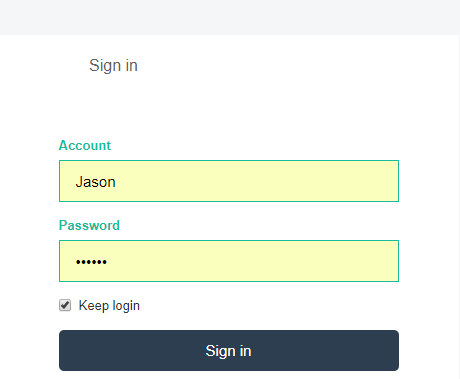 Sign in
Account
Jason
Password
••••••
Keep login
Sign in